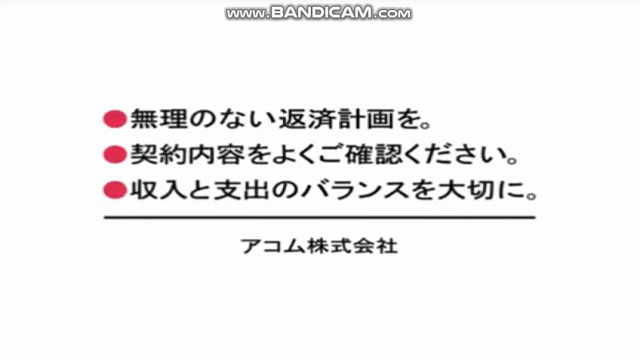 www.BANDICAM.com
●無理のない返済計画を。
●契約内容をよくご確認ください。
●収入と支出のバランスを大切に。
アコム株式会社